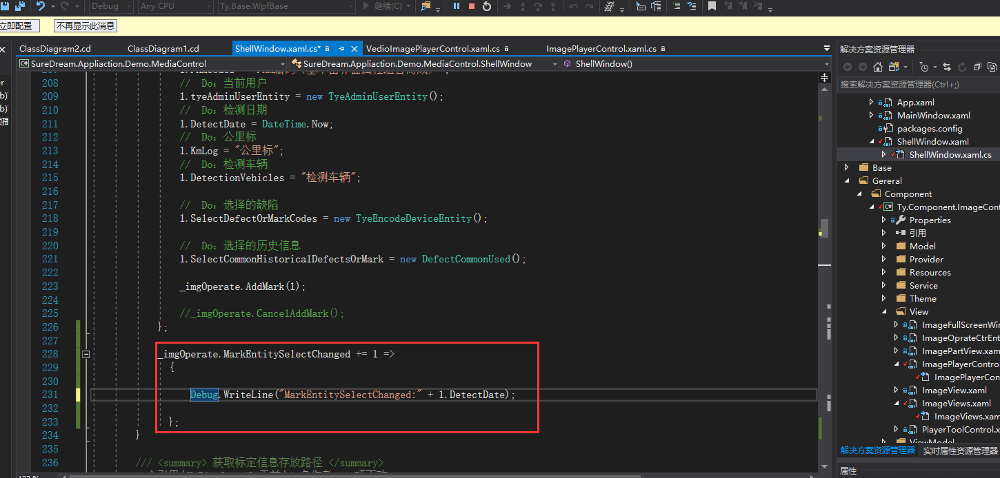 Debug
Any CPU
Ty.Base.WpfBase
继续(C)
立即配置
不再显示此消息
ClassDiagram2.cd
ClassDiagram1.cd
ShellWindow.xaml.cs*
VedioImagePlayerControl.xaml.cs
ImagePlayerControl.xaml.cs
SureDream.Appliaction.Demo.MediaControl
SureDream.Appliaction.Demo.MediaControl.ShellWindow
ShellWindow()
208 // Do：当前用户
209 l.tyeAdminUserEntity = new TyeAdminUserEntity();
210 // Do：检测日期
211 l.DetectDate = DateTime.Now;
212 // Do：公里标
213 l.KmLog = "公里标";
214 // Do：检测车辆
215 l.DetectionVehicles = "检测车辆";
216
217 // Do：选择的缺陷
218 l.SelectDefectOrMarkCodes = new TyeEncodeDeviceEntity();
219
220 // Do：选择的历史信息
221 l.SelectCommonHistoricalDefectsOrMark = new DefectCommonUsed();
222
223 _imgOperate.AddMark(l);
224
225 //_imgOperate.CancelAddMark();
226 };
227
228 _imgOperate.MarkEntitySelectChanged += l =>
229 {
230
231 Debug.WriteLine("MarkEntitySelectChanged:" + l.DetectDate);
232
233 };
234 }
235
236 /// <summary> 获取标定信息存放路径 </summary>
解决方案资源管理器
搜索解决方案资源管理器(Ctrl+;)
App.xaml
MainWindow.xaml
packages.config
ShellWindow.xaml
ShellWindow.xaml.cs
Base
Gereral
Component
Ty.Component.ImageCont
Properties
引用
Model
Provider
Resources
Service
Theme
View
ImageFullScreenWin
ImageOprateCtrEnt
ImagePartView.xam
ImagePlayerContro
ImagePlayerCon
ImageView.xaml
ImageViews.xaml
ImageViews.xam
PlayerToolControl.x
ViewModel
解决方案资源管理器
实时属性资源管理器
属性